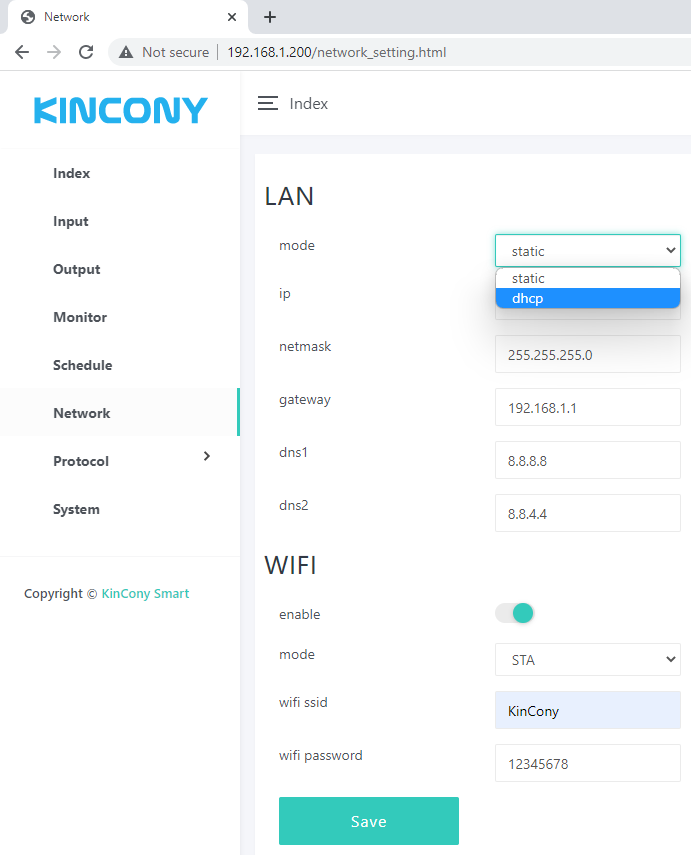 Network
Not secure
192.168.1.200/network_setting.html
KINCONY
Index
Index
Input
Output
Monitor
Schedule
Network
Protocol
System
Copyright © KinCony Smart
LAN
mode
static
static
dhcp
ip
netmask
255.255.255.0
gateway
192.168.1.1
dns1
8.8.8.8
dns2
8.8.4.4
WIFI
enable
mode
STA
wifi ssid
KinCony
wifi password
12345678
Save